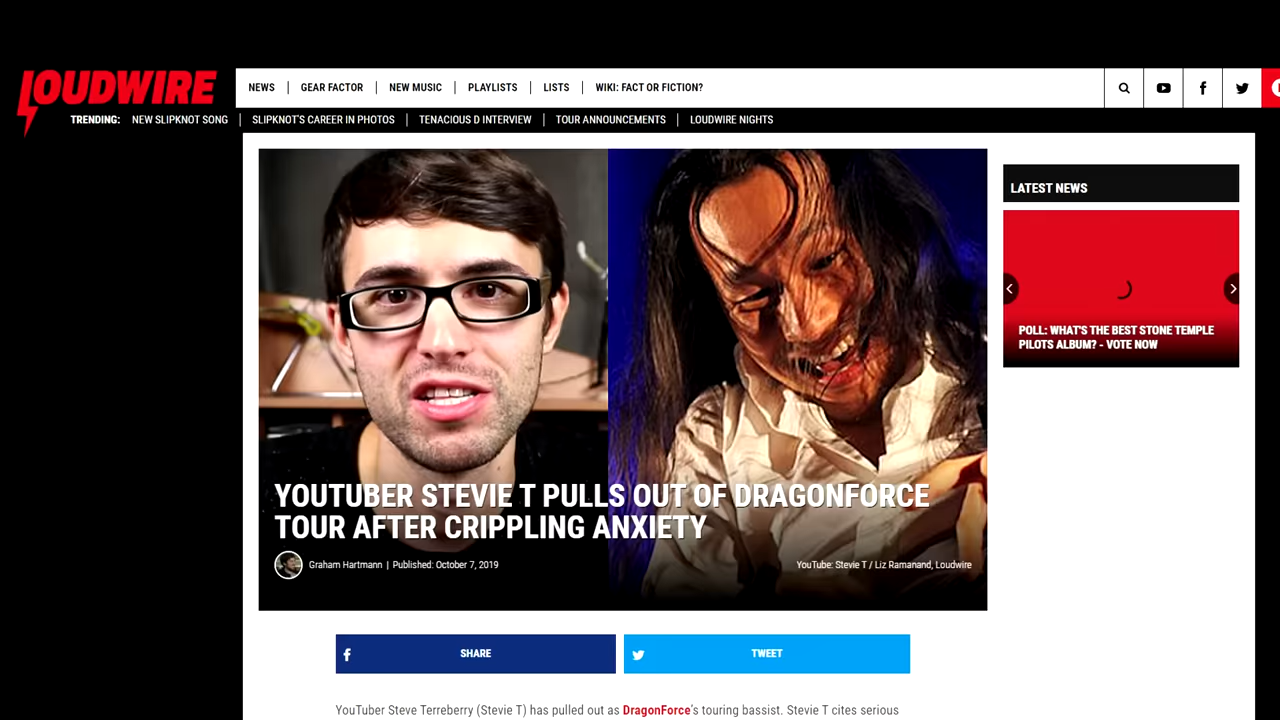 LOUDWIRE
NEWS
GEAR FACTOR
NEW MUSIC
PLAYLISTS
LISTS
WIKI: FACT OR FICTION?
TRENDING:
NEW SLIPKNOT SONG
SLIPKNOT'S CAREER IN PHOTOS
TENACIOUS D INTERVIEW
TOUR ANNOUNCEMENTS
LOUDWIRE NIGHTS
YOUTUBER STEVIE T PULLS OUT OF DRAGONFORCE
TOUR AFTER CRIPPLING ANXIETY
Graham Hartmann | Published: October 7, 2019
YouTube: Stevie T / Liz Ramanand, Loudwire
SHARE
TWEET
YouTuber Steve Terreberry (Stevie T) has pulled out as DragonForce's touring bassist. Stevie T cites serious
LATEST NEWS
POLL: WHAT'S THE BEST STONE TEMPLE
PILOTS ALBUM? - VOTE NOW